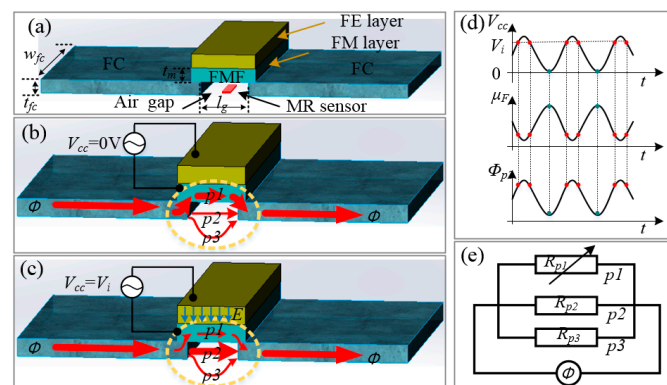 (a)
FE layer
FM layer
w_fc
FC
t_m
FMF
FC
t_fc
Air gap
l_g
MR sensor
(b)
V_cc=0V
p1
Φ
p2
p3
Φ
(c)
V_cc=V_i
E
p1
Φ
p2
p3
Φ
(d)
V_cc
V_i
0
t
μ_F
t
Φ_p
t
(e)
R_p1
p1
R_p2
p2
R_p3
p3
Φ